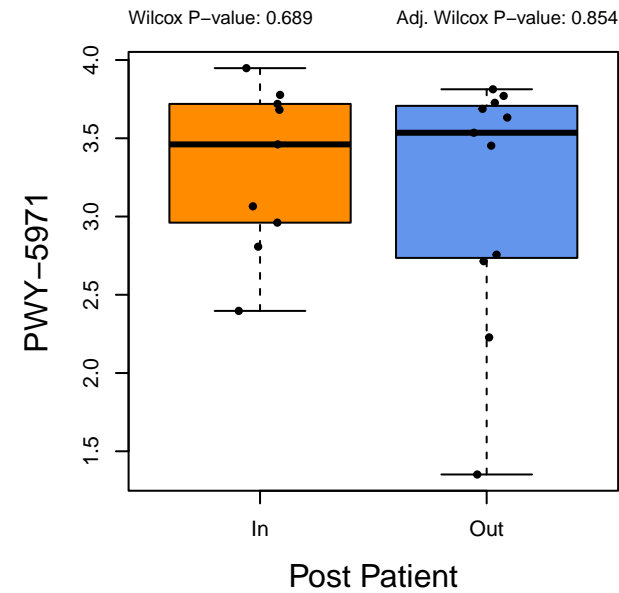 Wilcox P−value: 0.689 Adj. Wilcox P−value: 0.854
4.0
3.5
3.0
2.5
2.0
1.5
PWY−5971
In Out
Post Patient